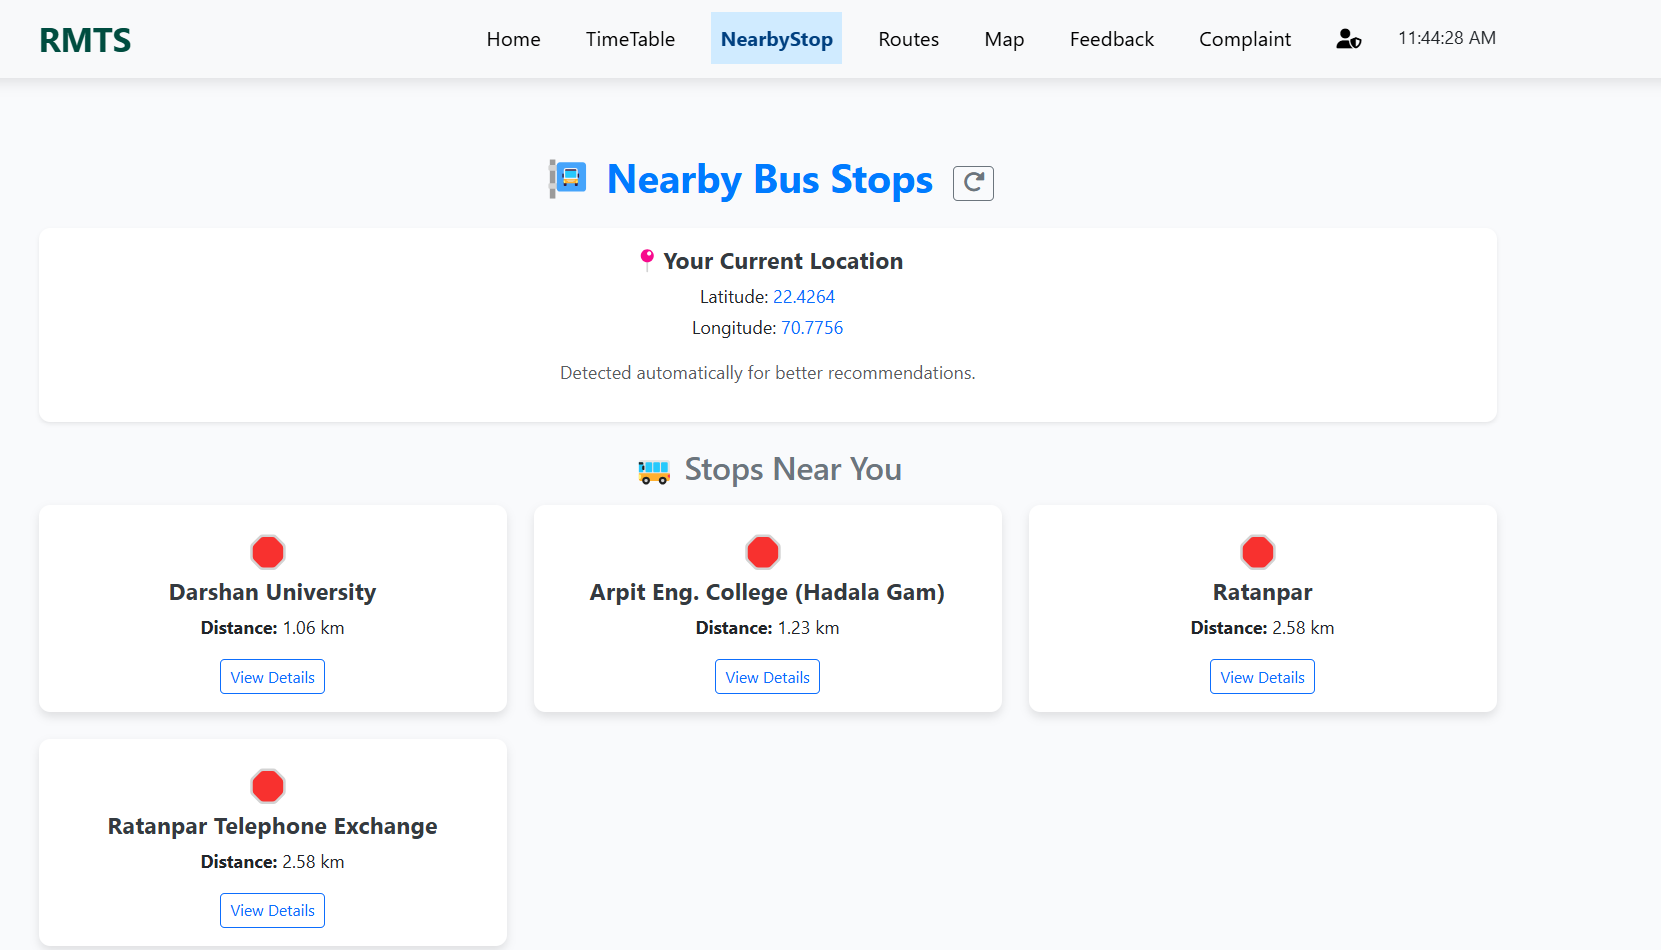 RMTS
Home TimeTable NearbyStop Routes Map Feedback Complaint 11:44:28 AM
Nearby Bus Stops
Your Current Location
Latitude: 22.4264
Longitude: 70.7756
Detected automatically for better recommendations.
Stops Near You
Darshan University
Distance: 1.06 km
View Details
Arpit Eng. College (Hadala Gam)
Distance: 1.23 km
View Details
Ratanpar
Distance: 2.58 km
View Details
Ratanpar Telephone Exchange
Distance: 2.58 km
View Details